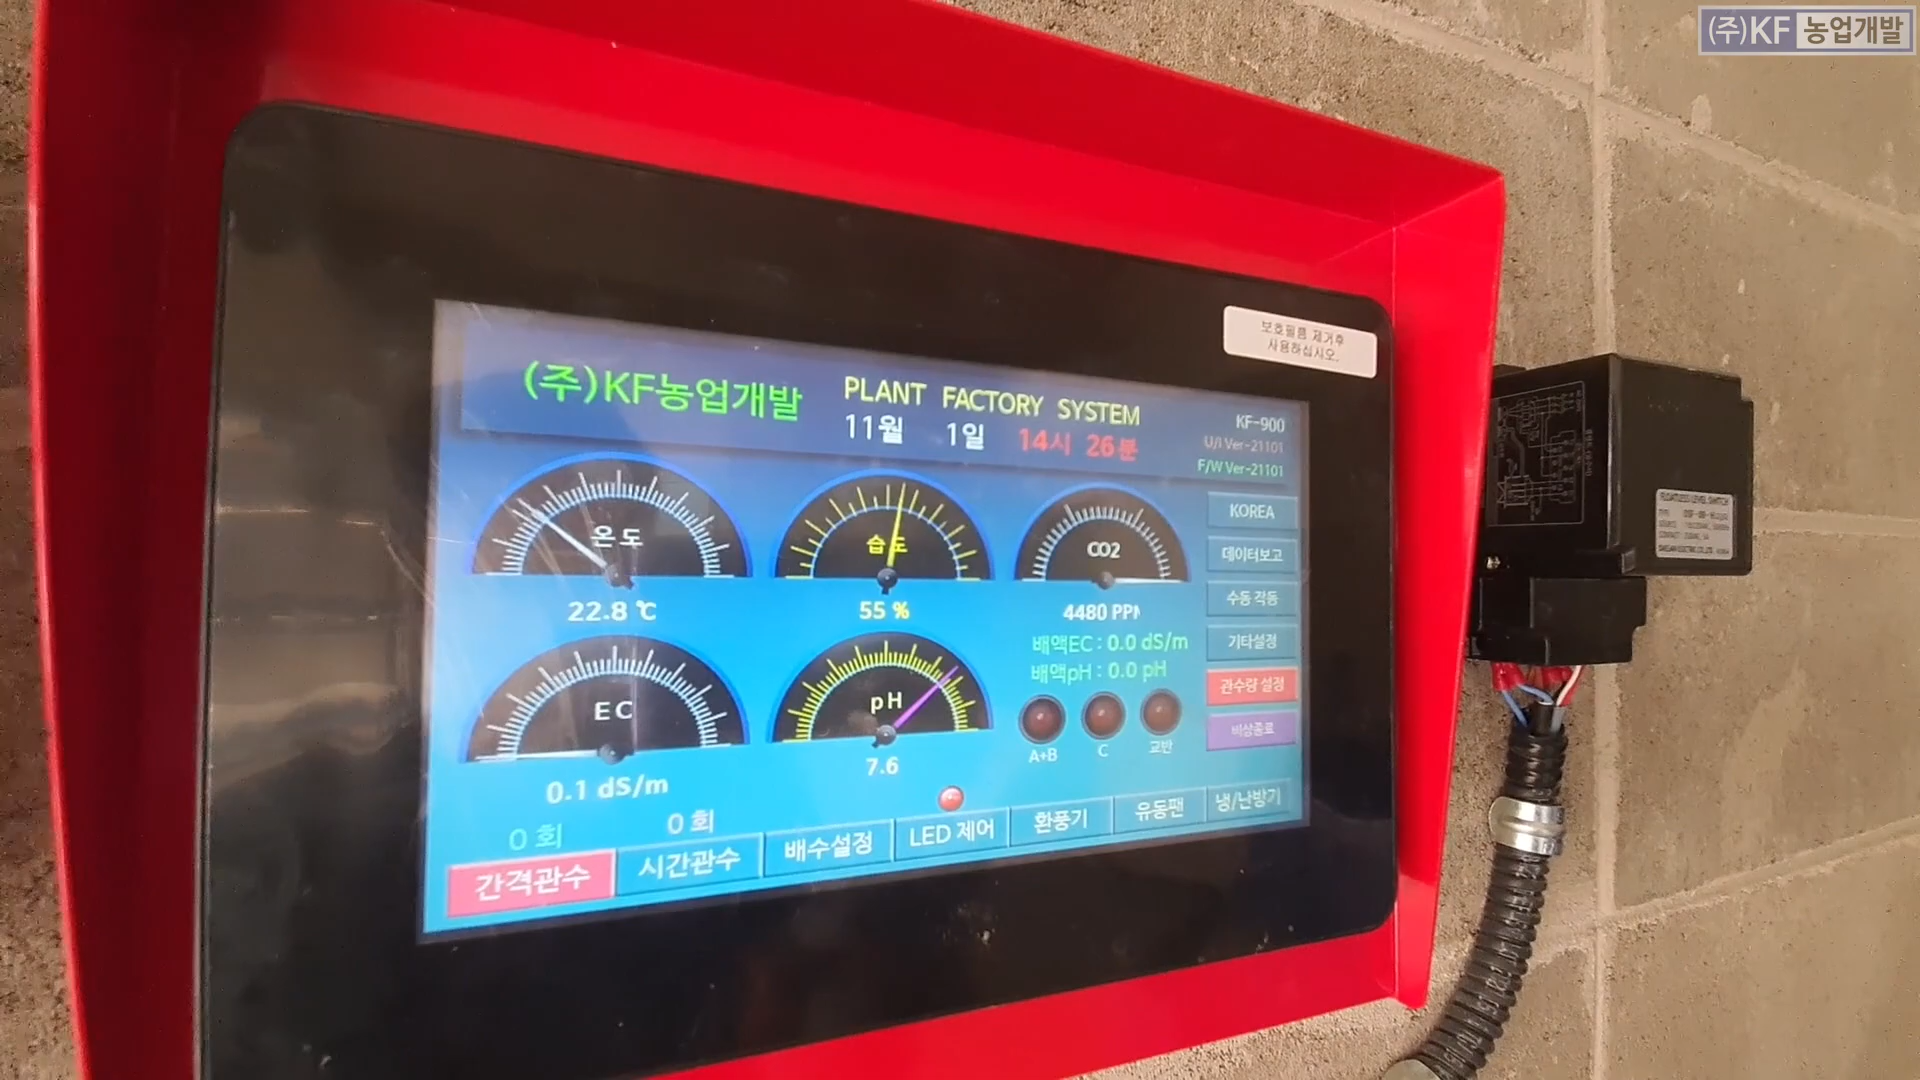 (주)KF 농업개발
보호필름 제거후
사용하십시오.
(주)KF농업개발
PLANT FACTORY SYSTEM
11월 1일 14시 26분
KF-900
U/I Ver-21101
F/W Ver-21101
온도
습도
CO2
KOREA
데이터보고
수동 작동
기타설정
관수량 설정
비상종료
22.8 ℃
55 %
4480 PPM
배액EC : 0.0 dS/m
배액pH : 0.0 pH
EC
pH
A+B
C
교반
0.1 dS/m
7.6
0 회
0 회
간격관수
시간관수
배수설정
LED 제어
환풍기
유동팬
냉/난방기
FLOATLESS LEVEL SWITCH